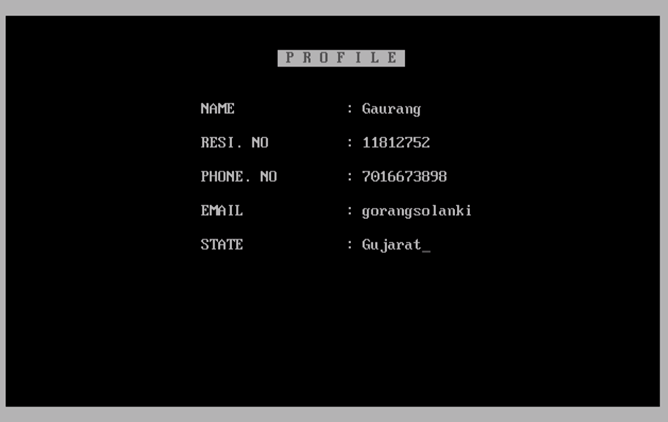 P R O F I L E
NAME : Gaurang
RESI. NO : 11812752
PHONE. NO : 7016673898
EMAIL : gorangsolanki
STATE : Gujarat_